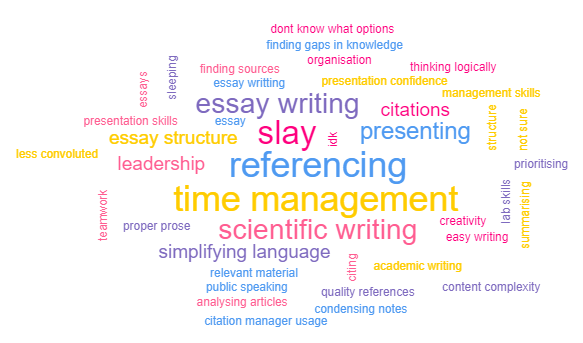 dont know what options
finding gaps in knowledge
organisation
thinking logically
finding sources
sleeping
essays
essay writting
presentation confidence
management skills
essay writing
citations
presentation skills
essay
slay
presenting
structure
not sure
essay structure
idk
less convoluted
leadership
referencing
prioritising
time management
lab skills
summarising
teamwork
proper prose
scientific writing
creativity
easy writing
simplifying language
citing
academic writing
relevant material
public speaking
quality references
content complexity
analysing articles
condensing notes
citation manager usage